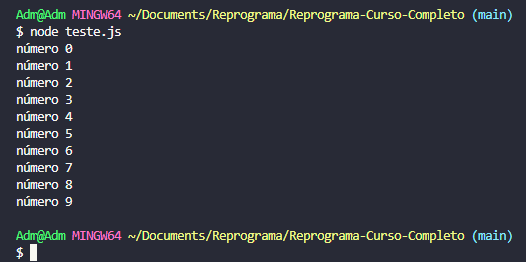 Adm@Adm MINGW64 ~/Documents/Reprograma/Reprograma-Curso-Completo (main)
$ node teste.js
número 0
número 1
número 2
número 3
número 4
número 5
número 6
número 7
número 8
número 9
Adm@Adm MINGW64 ~/Documents/Reprograma/Reprograma-Curso-Completo (main)
$